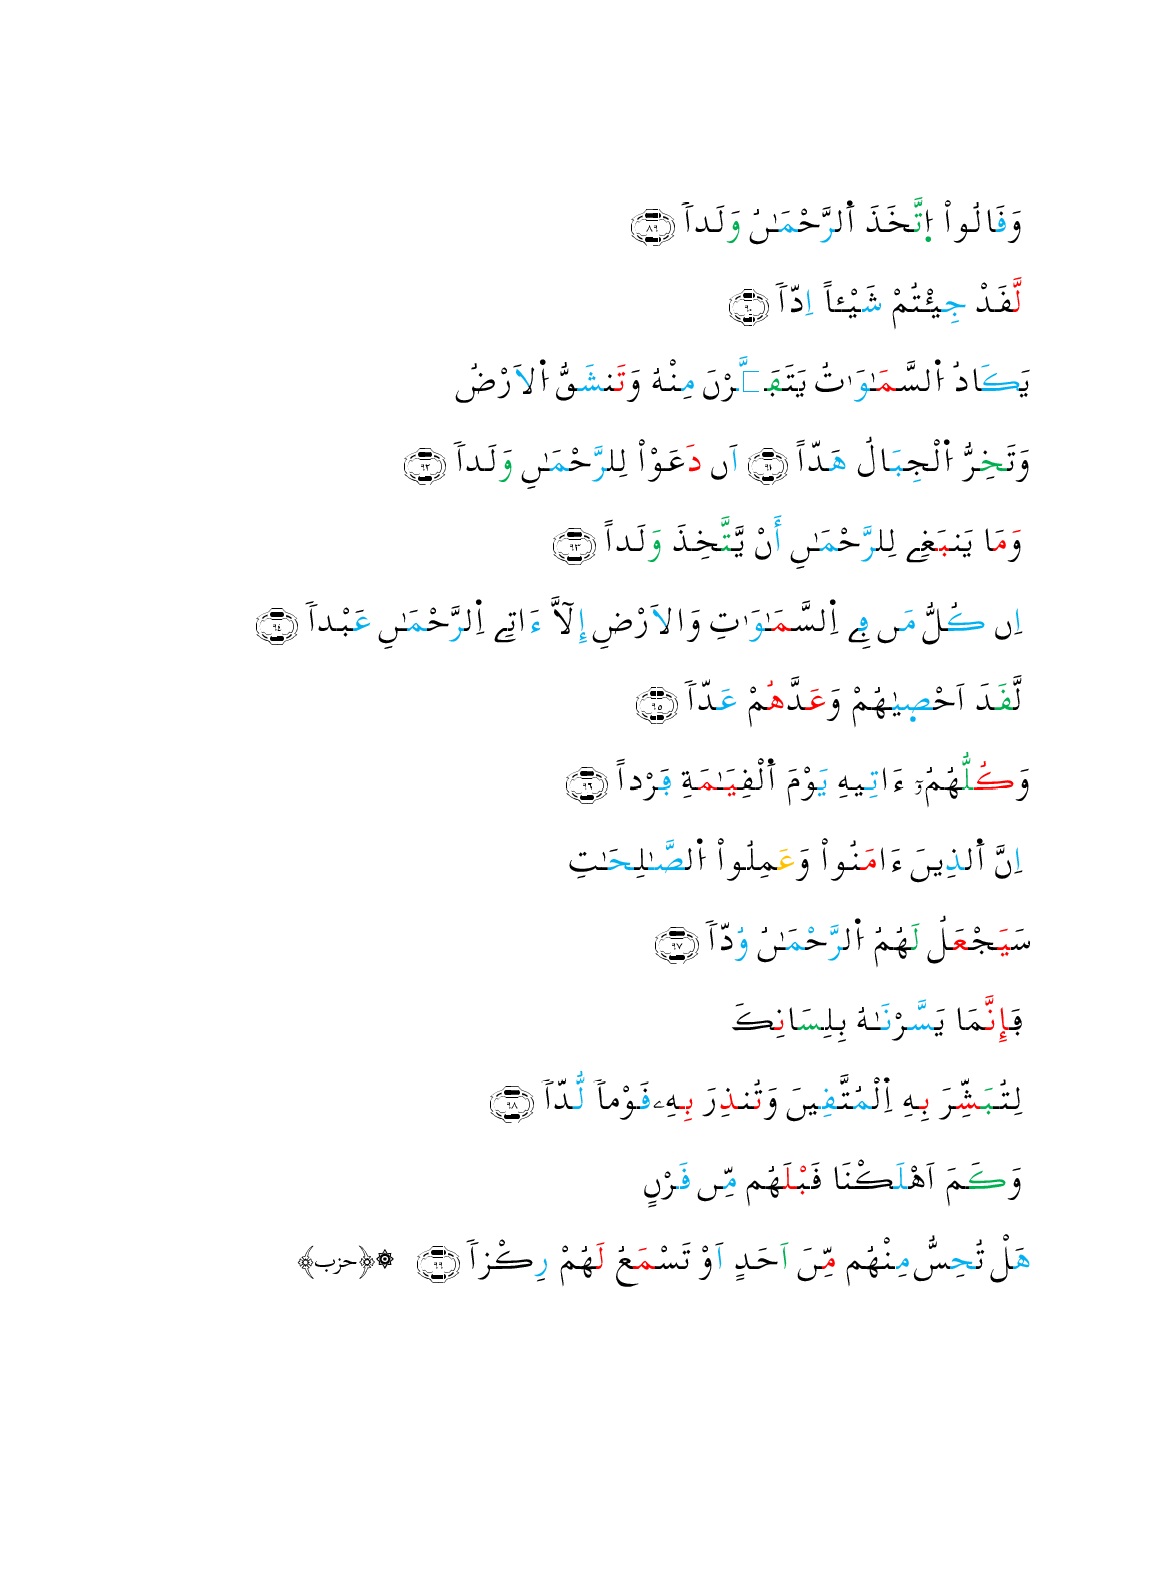 وَقَالُواْ اِ۪تَّخَذَ اَ۬لرَّحْمَٰنُ وَلَداٗ ٨٩
لَّقَدْ جِيْتُمْ شَيْـٔاً اِدّاٗ ٩٠
يَكَادُ اُ۬لسَّمَٰوَٰتُ يَتَفَ□َّرْنَ مِنْهُ وَتَنشَقُّ اُ۬لَارْضُ
وَتَخِرُّ اُ۬لْجِبَالُ هَدّاً ٩١ اَن دَعَوْاْ لِلرَّحْمَٰنِ وَلَداٗ ٩٢
وَمَا يَنۢبَغِے لِلرَّحْمَٰنِ أَنْ يَّتَّخِذَ وَلَداً ٩٣
اِن كُلُّ مَن فِے اِ۬لسَّمَٰوَٰتِ وَالَارْضِ إِلَّآ ءَاتِے اِ۬لرَّحْمَٰنِ عَبْداٗ ٩٤
لَّقَدَ اَحْص۪يٰهُمْ وَعَدَّهُمْ عَدّاٗ ٩٥
وَكُلُّهُمُۥٓ ءَاتِيهِ يَوْمَ اَ۬لْقِيَٰمَةِ فَرْداً ٩٦
اِنَّ اَ۬لذِينَ ءَامَنُواْ وَعَمِلُواْ اُ۬لصَّٰلِحَٰتِ
سَيَجْعَلُ لَهُمُ اُ۬لرَّحْمَٰنُ وُدّاٗ ٩٧
فَإِنَّمَا يَسَّرْنَٰهُ بِلِسَانِكَ
لِتُبَشِّرَ بِهِ اِ۬لْمُتَّقِينَ وَتُنذِرَ بِهِۦ قَوْماٗ لُّدّاٗ ٩٨
وَكَمَ اَهْلَكْنَا قَبْلَهُم مِّن قَرْنٍ
هَلْ تُحِسُّ مِنْهُم مِّنَ اَحَدٍ اَوْ تَسْمَعُ لَهُمْ رِكْزاٗ ٩٩ ۞﴿حزب﴾